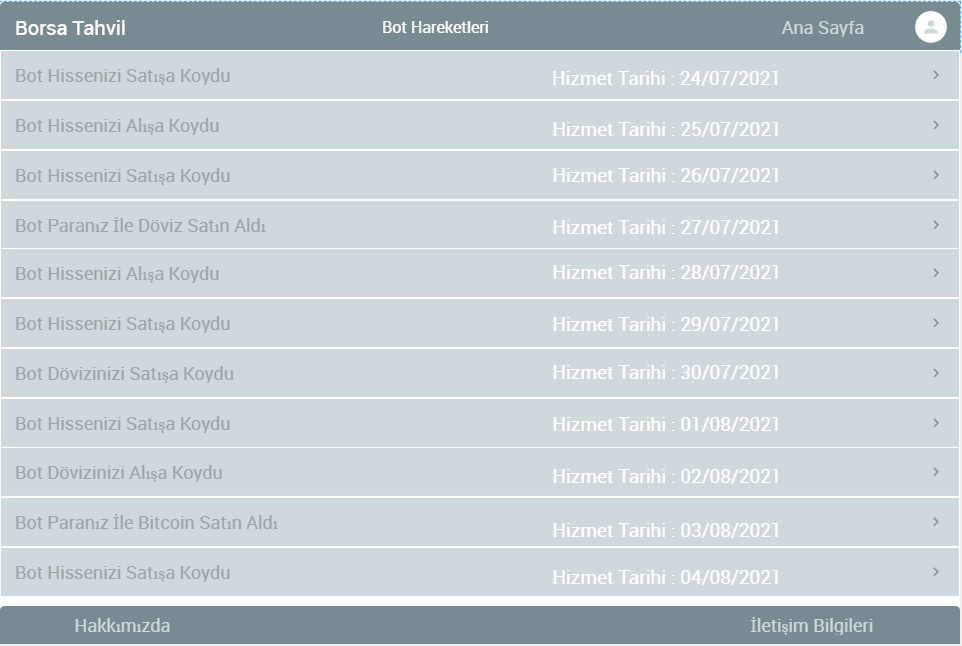 Borsa Tahvil Bot Hareketleri Ana Sayfa
Bot Hissenizi Satışa Koydu Hizmet Tarihi : 24/07/2021
Bot Hissenizi Alışa Koydu Hizmet Tarihi : 25/07/2021
Bot Hissenizi Satışa Koydu Hizmet Tarihi : 26/07/2021
Bot Paranız İle Döviz Satın Aldı Hizmet Tarihi : 27/07/2021
Bot Hissenizi Alışa Koydu Hizmet Tarihi : 28/07/2021
Bot Hissenizi Satışa Koydu Hizmet Tarihi : 29/07/2021
Bot Dövizinizi Satışa Koydu Hizmet Tarihi : 30/07/2021
Bot Hissenizi Satışa Koydu Hizmet Tarihi : 01/08/2021
Bot Dövizinizi Alışa Koydu Hizmet Tarihi : 02/08/2021
Bot Paranız İle Bitcoin Satın Aldı Hizmet Tarihi : 03/08/2021
Bot Hissenizi Satışa Koydu Hizmet Tarihi : 04/08/2021
Hakkımızda İletişim Bilgileri